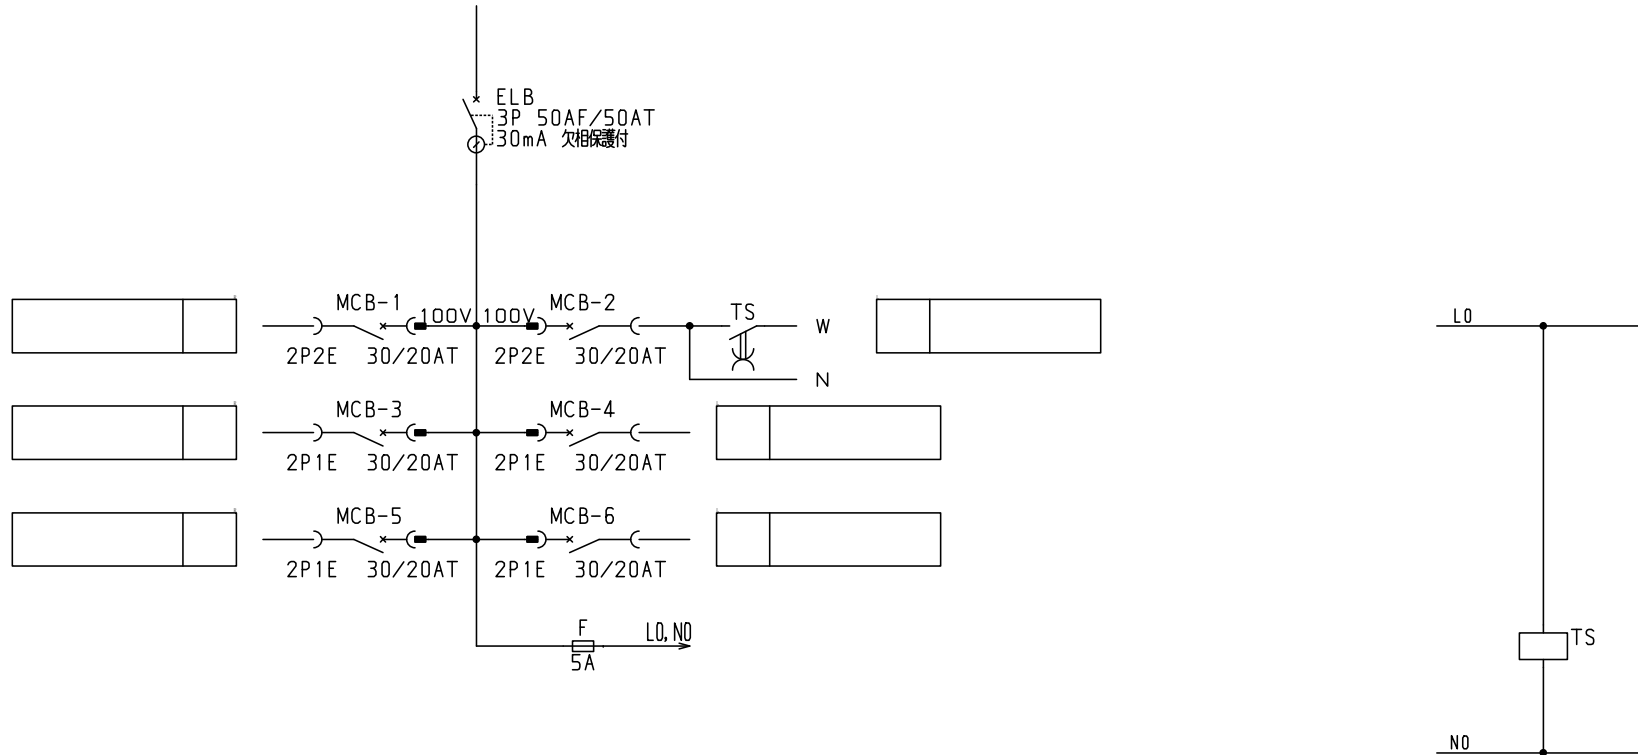 ELB
3P 50AF/50AT
30mA 欠相保護付
MCB-1
100V
100V
MCB-2
TS
W
L0
2P2E 30/20AT
2P2E 30/20AT
N
MCB-3
MCB-4
2P1E 30/20AT
2P1E 30/20AT
MCB-5
MCB-6
2P1E 30/20AT
2P1E 30/20AT
F
L0,N0
5A
TS
N0